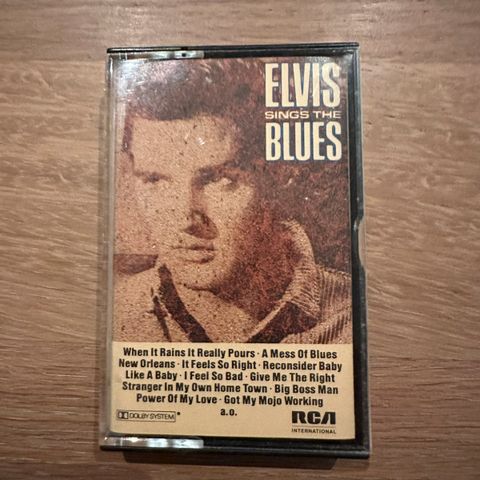 ELVIS
SINGS THE
BLUES
When It Rains It Really Pours · A Mess Of Blues
New Orleans · It Feels So Right · Reconsider Baby
Like A Baby · I Feel So Bad · Give Me The Right
Stranger In My Own Home Town · Big Boss Man
Power Of My Love · Got My Mojo Working
a.o.
DOLBY SYSTEM ®
RCA
INTERNATIONAL